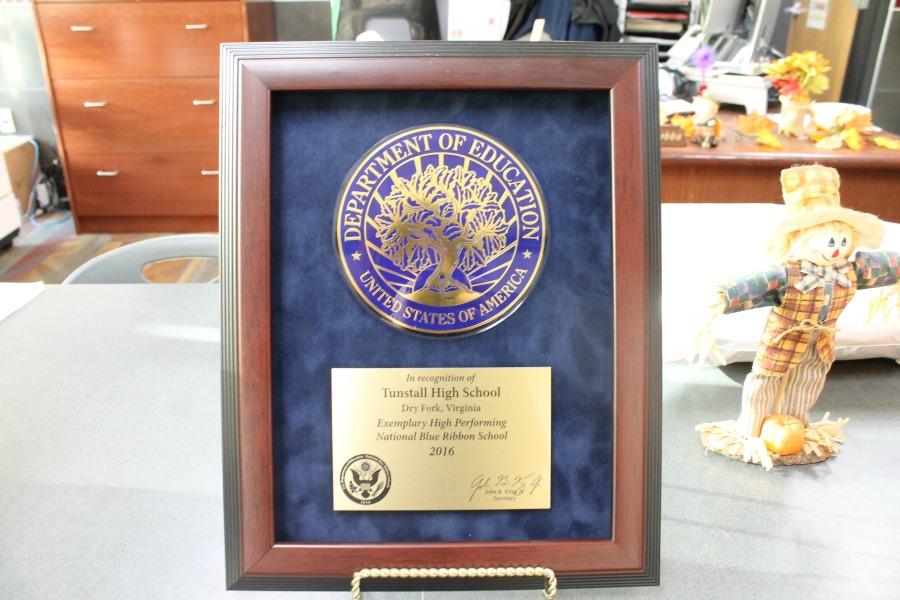 DEPARTMENT OF EDUCATION
UNITED STATES OF AMERICA
In recognition of
Tunstall High School
Dry Fork, Virginia
Exemplary High Performing
National Blue Ribbon School
2016
John B. King Jr.
Secretary